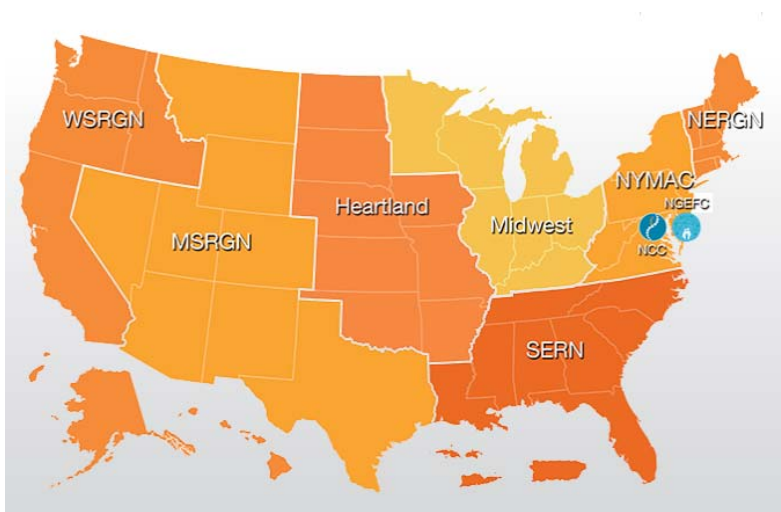 WSRGN
NERGN
NYMAC
NGEFC
Heartland
Midwest
MSRGN
NCC
SERN